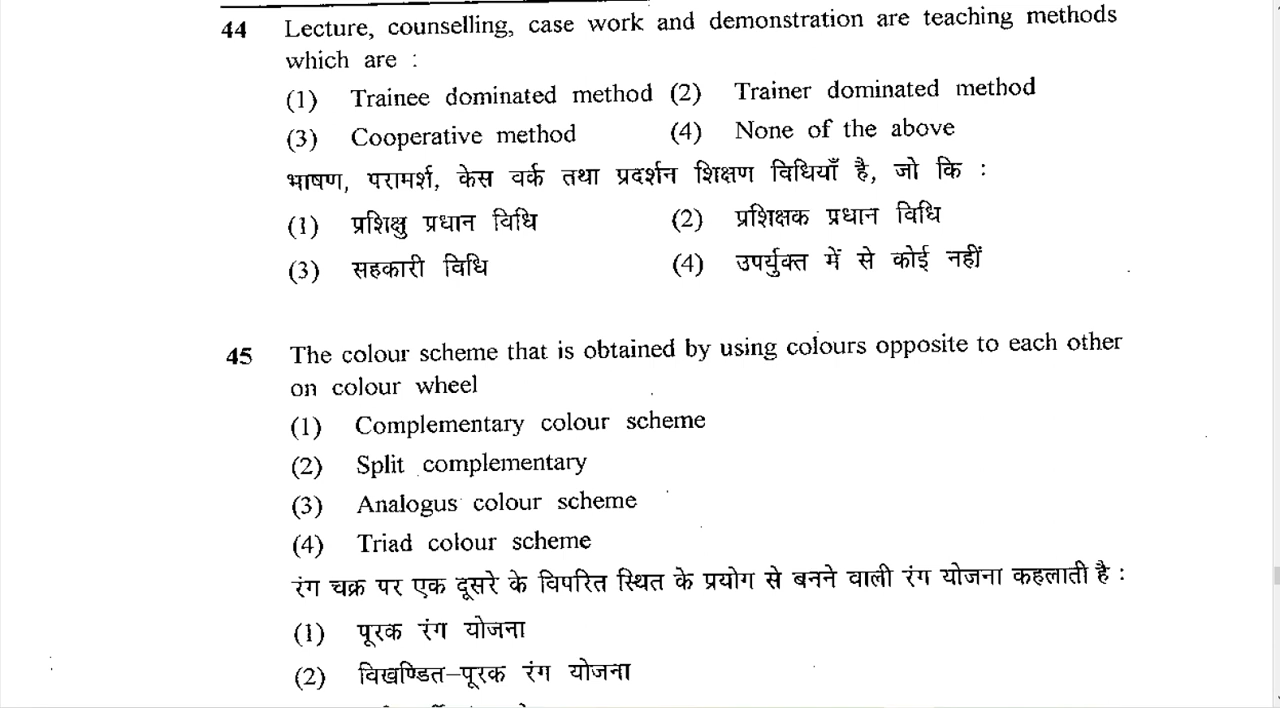 44 Lecture, counselling, case work and demonstration are teaching methods
which are :
(1) Trainee dominated method (2) Trainer dominated method
(3) Cooperative method (4) None of the above
भाषण, परामर्श, केस वर्क तथा प्रदर्शन शिक्षण विधियाँ है, जो कि :
(1) प्रशिक्षु प्रधान विधि (2) प्रशिक्षक प्रधान विधि
(3) सहकारी विधि (4) उपर्युक्त में से कोई नहीं
45 The colour scheme that is obtained by using colours opposite to each other
on colour wheel
(1) Complementary colour scheme
(2) Split complementary
(3) Analogus colour scheme
(4) Triad colour scheme
रंग चक्र पर एक दूसरे के विपरित स्थित के प्रयोग से बनने वाली रंग योजना कहलाती है :
(1) पूरक रंग योजना
(2) विखण्डित–पूरक रंग योजना